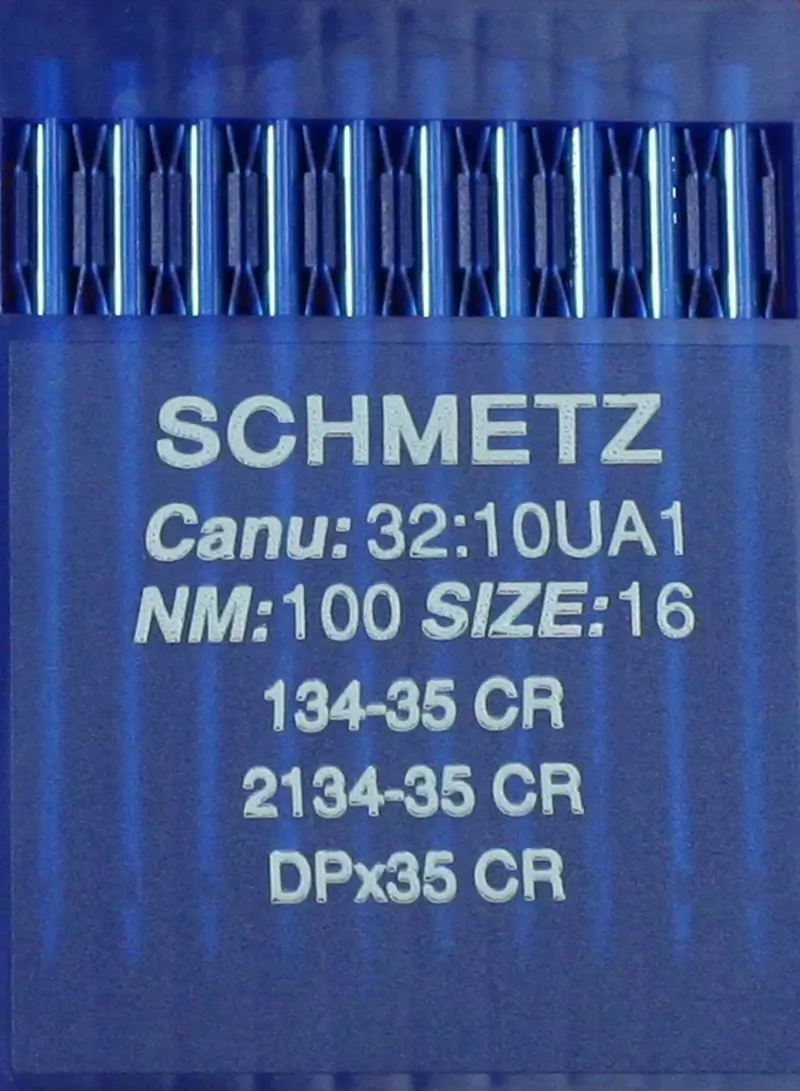 SCHMETZ
Canu: 32:10UA1
NM:100 SIZE:16
134-35 CR
2134-35 CR
DPx35 CR